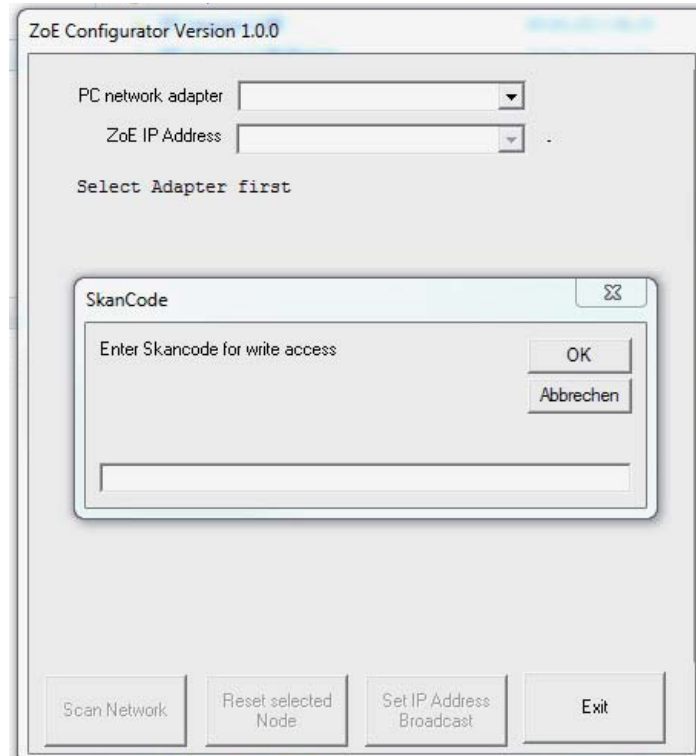 ZoE Configurator Version 1.0.0
PC network adapter
ZoE IP Address
.
Select Adapter first
SkanCode
Enter Skancode for write access
OK
Abbrechen
Scan Network
Reset selected
Node
Set IP Address
Broadcast
Exit